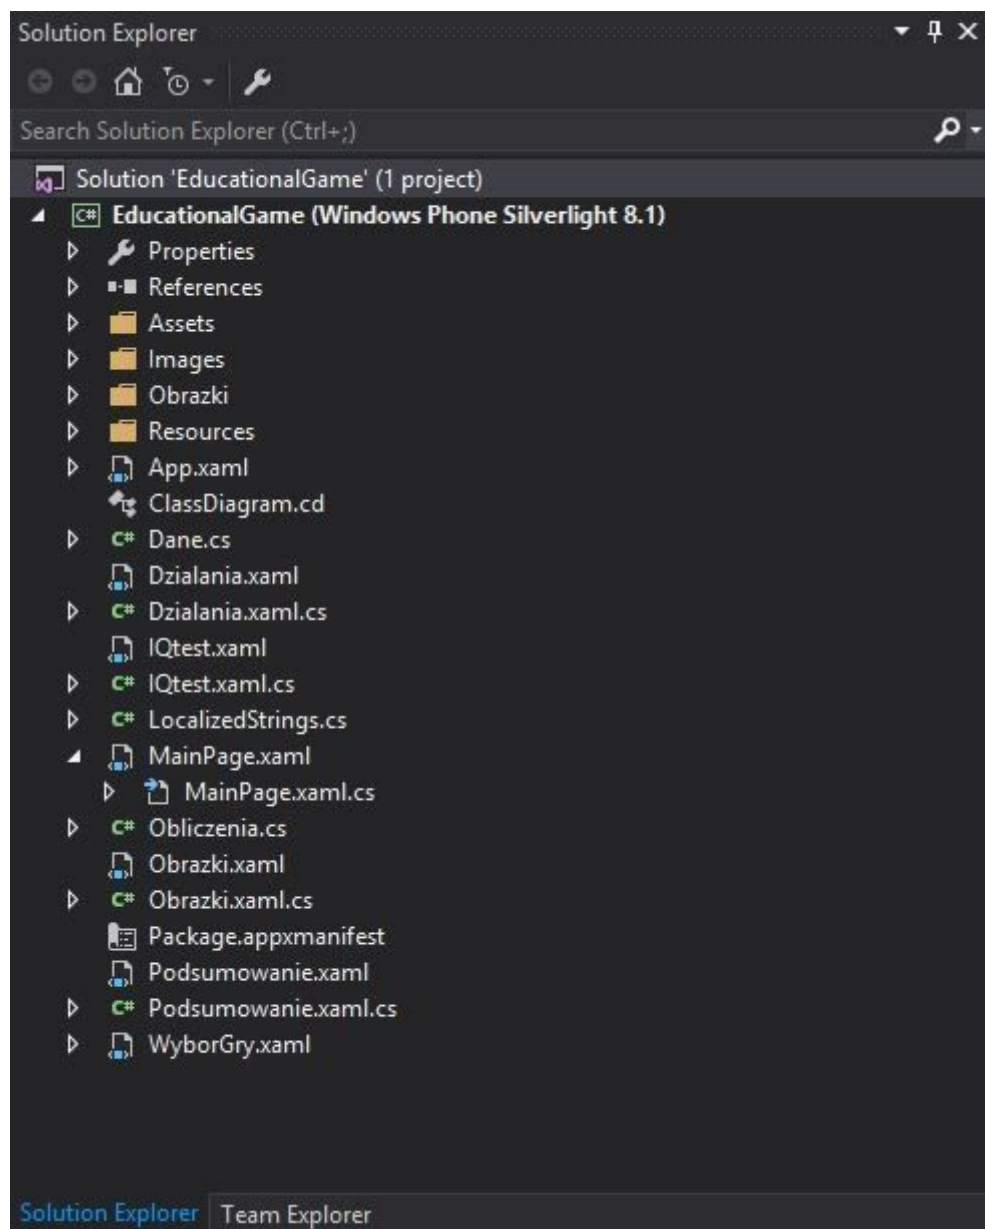 Solution Explorer
Search Solution Explorer (Ctrl+;)
Solution 'EducationalGame' (1 project)
C# EducationalGame (Windows Phone Silverlight 8.1)
Properties
References
Assets
Images
Obrazki
Resources
App.xaml
ClassDiagram.cd
C# Dane.cs
Dzialania.xaml
C# Dzialania.xaml.cs
IQtest.xaml
C# IQtest.xaml.cs
C# LocalizedStrings.cs
MainPage.xaml
MainPage.xaml.cs
C# Obliczenia.cs
Obrazki.xaml
C# Obrazki.xaml.cs
Package.appxmanifest
Podsumowanie.xaml
C# Podsumowanie.xaml.cs
WyborGry.xaml
Solution Explorer Team Explorer